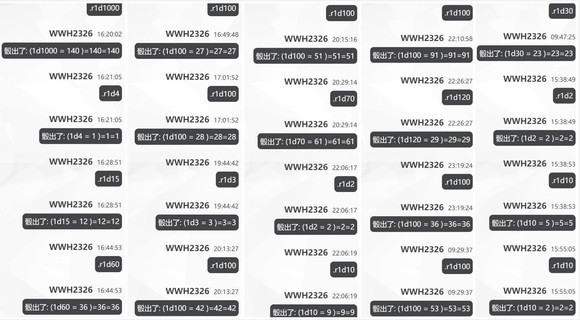 .r1d1000
WWH2326 16:20:02
骰出了: (1d1000 = 140 )=140=140
WWH2326 16:21:05
.r1d4
WWH2326 16:21:05
骰出了: (1d4 = 1 )=1=1
WWH2326 16:28:51
.r1d15
WWH2326 16:28:51
骰出了: (1d15 = 12 )=12=12
WWH2326 16:44:53
.r1d60
WWH2326 16:44:53
骰出了: (1d60 = 36 )=36=36
.r1d100
WWH2326 16:49:48
骰出了: (1d100 = 27 )=27=27
WWH2326 17:01:52
.r1d100
WWH2326 17:01:52
骰出了: (1d100 = 28 )=28=28
WWH2326 19:44:42
.r1d3
WWH2326 19:44:42
骰出了: (1d3 = 3 )=3=3
WWH2326 20:13:27
.r1d100
WWH2326 20:13:27
骰出了: (1d100 = 42 )=42=42
.r1d100
WWH2326 20:15:16
骰出了: (1d100 = 51 )=51=51
WWH2326 20:29:14
.r1d70
WWH2326 20:29:14
骰出了: (1d70 = 61 )=61=61
WWH2326 22:06:17
.r1d2
WWH2326 22:06:17
骰出了: (1d2 = 2 )=2=2
WWH2326 22:06:19
.r1d10
WWH2326 22:06:19
骰出了: (1d10 = 9 )=9=9
.r1d100
WWH2326 22:10:58
骰出了: (1d100 = 91 )=91=91
WWH2326 22:26:27
.r1d120
WWH2326 22:26:27
骰出了: (1d120 = 29 )=29=29
WWH2326 23:19:24
.r1d100
WWH2326 23:19:24
骰出了: (1d100 = 36 )=36=36
WWH2326 09:29:37
.r1d100
WWH2326 09:29:37
骰出了: (1d100 = 53 )=53=53
.r1d30
WWH2326 09:47:25
骰出了: (1d30 = 23 )=23=23
WWH2326 15:38:49
.r1d2
WWH2326 15:38:49
骰出了: (1d2 = 2 )=2=2
WWH2326 15:38:53
.r1d10
WWH2326 15:38:53
骰出了: (1d10 = 5 )=5=5
WWH2326 15:55:05
.r1d10
WWH2326 15:55:05
骰出了: (1d10 = 2 )=2=2